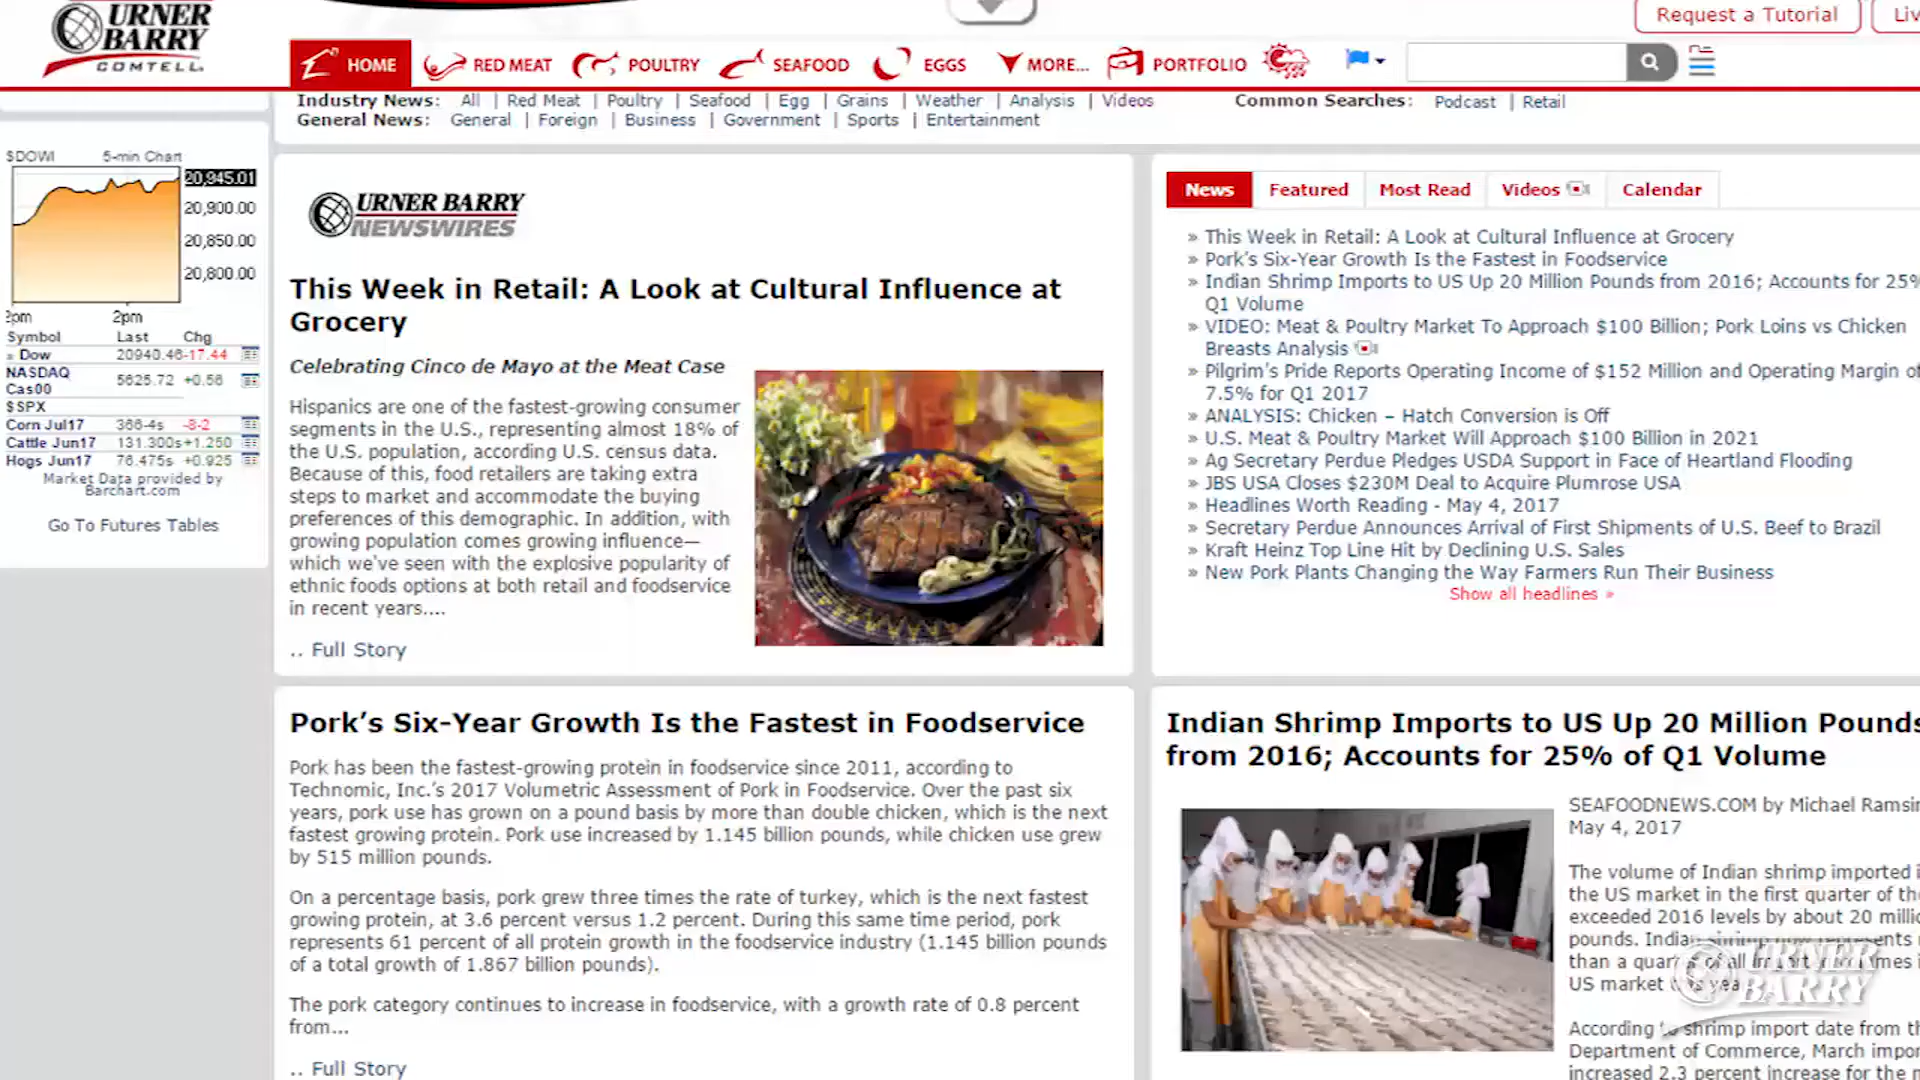 URNER
BARRY
COMTELL
Request a Tutorial
HOME
RED MEAT
POULTRY
SEAFOOD
EGGS
MORE...
PORTFOLIO
Industry News: All | Red Meat | Poultry | Seafood | Egg | Grains | Weather | Analysis | Videos
Common Searches: Podcast | Retail
General News: General | Foreign | Business | Government | Sports | Entertainment
$DOWI 5-min Chart
20,945.01
20,900.00
20,850.00
20,800.00
2pm
Symbol Last Chg
» Dow 20940.46 -17.44
NASDAQ
Cas00 +0.56
$SPX
Corn Jul17 366-4s -8-2
Cattle Jun17 131.300s +1.250
Hogs Jun17 76.475s +0.925
Market Data provided by
Barchart.com
Go To Futures Tables
URNER BARRY
NEWSWIRES
This Week in Retail: A Look at Cultural Influence at
Grocery
Celebrating Cinco de Mayo at the Meat Case
Hispanics are one of the fastest-growing consumer
segments in the U.S., representing almost 18% of
the U.S. population, according U.S. census data.
Because of this, food retailers are taking extra
steps to market and accommodate the buying
preferences of this demographic. In addition, with
growing population comes growing influence—
which we've seen with the explosive popularity of
ethnic foods options at both retail and foodservice
in recent years....
.. Full Story
News Featured Most Read Videos Calendar
» This Week in Retail: A Look at Cultural Influence at Grocery
» Pork's Six-Year Growth Is the Fastest in Foodservice
» Indian Shrimp Imports to US Up 20 Million Pounds from 2016; Accounts for 25%
Q1 Volume
» VIDEO: Meat & Poultry Market To Approach $100 Billion; Pork Loins vs Chicken
Breasts Analysis
» Pilgrim's Pride Reports Operating Income of $152 Million and Operating Margin of
7.5% for Q1 2017
» ANALYSIS: Chicken – Hatch Conversion is Off
» U.S. Meat & Poultry Market Will Approach $100 Billion in 2021
» Ag Secretary Perdue Pledges USDA Support in Face of Heartland Flooding
» JBS USA Closes $230M Deal to Acquire Plumrose USA
» Headlines Worth Reading - May 4, 2017
» Secretary Perdue Announces Arrival of First Shipments of U.S. Beef to Brazil
» Kraft Heinz Top Line Hit by Declining U.S. Sales
» New Pork Plants Changing the Way Farmers Run Their Business
Show all headlines »
Pork's Six-Year Growth Is the Fastest in Foodservice
Pork has been the fastest-growing protein in foodservice since 2011, according to
Technomic, Inc.'s 2017 Volumetric Assessment of Pork in Foodservice. Over the past six
years, pork use has grown on a pound basis by more than double chicken, which is the next
fastest growing protein. Pork use increased by 1.145 billion pounds, while chicken use grew
by 515 million pounds.
On a percentage basis, pork grew three times the rate of turkey, which is the next fastest
growing protein, at 3.6 percent versus 1.2 percent. During this same time period, pork
represents 61 percent of all protein growth in the foodservice industry (1.145 billion pounds
of a total growth of 1.867 billion pounds).
The pork category continues to increase in foodservice, with a growth rate of 0.8 percent
from...
.. Full Story
Indian Shrimp Imports to US Up 20 Million Pounds
from 2016; Accounts for 25% of Q1 Volume
SEAFOODNEWS.COM by Michael
May 4, 2017
The volume of Indian shrimp imported
the US market in the first quarter of
exceeded 2016 levels by about 20
pounds. Indian shrimp now represents
than a quarter of all
US market
According to shrimp import date from
Department of Commerce, March
increased 2.3 percent increase for the
URNER
BARRY